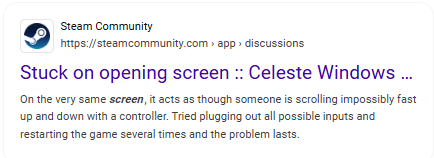 Steam Community
https://steamcommunity.com › app › discussions
Stuck on opening screen :: Celeste Windows ...
On the very same screen, it acts as though someone is scrolling impossibly fast
up and down with a controller. Tried plugging out all possible inputs and
restarting the game several times and the problem lasts.